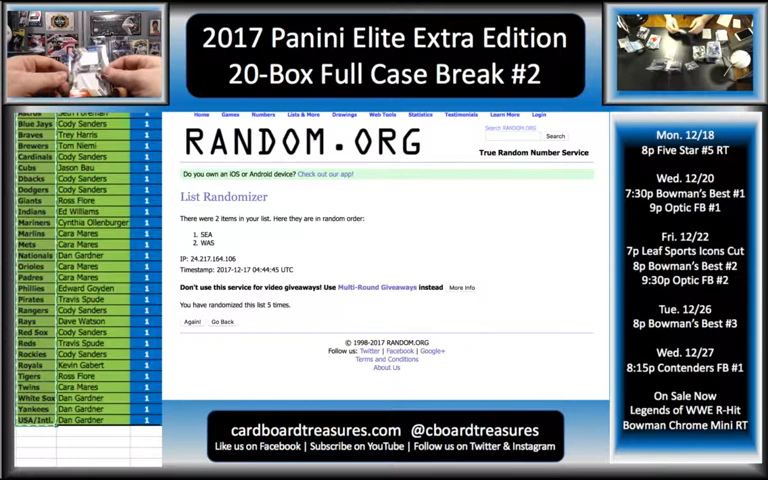 2017 Panini Elite Extra Edition
20-Box Full Case Break #2
Blue Jays Cody Sanders 1
Braves Trey Harris 1
Brewers Tom Niemi 1
Cardinals Cody Sanders 1
Cubs Jason Bau 1
Dbacks Cody Sanders 1
Dodgers Cody Sanders 1
Giants Ross Fiore 1
Indians Ed Williams 1
Mariners Cynthia Ollenburger 1
Marlins Cara Mares 1
Mets Cara Mares 1
Nationals Dan Gardner 1
Orioles Cara Mares 1
Padres Cara Mares 1
Phillies Edward Goyden 1
Pirates Travis Spude 1
Rangers Cody Sanders 1
Rays Dave Watson 1
Red Sox Cody Sanders 1
Reds Travis Spude 1
Rockies Cody Sanders 1
Royals Kevin Gabert 1
Tigers Ross Fiore 1
Twins Cara Mares 1
White Sox Dan Gardner 1
Yankees Dan Gardner 1
USA/Intl. Dan Gardner 1
Home Games Numbers Lists & More Drawings Web Tools Statistics Testimonials Learn More Login
RANDOM.ORG
Search RANDOM.ORG
Search
True Random Number Service
Do you own an iOS or Android device? Check out our app!
List Randomizer
There were 2 items in your list. Here they are in random order:
1. SEA
2. WAS
IP: 24.217.164.106
Timestamp: 2017-12-17 04:44:45 UTC
Don't use this service for video giveaways! Use Multi-Round Giveaways instead More Info
You have randomized this list 5 times.
Again! Go Back
© 1998-2017 RANDOM.ORG
Follow us: Twitter | Facebook | Google+
Terms and Conditions
About Us
Mon. 12/18
8p Five Star #5 RT
Wed. 12/20
7:30p Bowman's Best #1
9p Optic FB #1
Fri. 12/22
7p Leaf Sports Icons Cut
8p Bowman's Best #2
9:30p Optic FB #2
Tue. 12/26
8p Bowman's Best #3
Wed. 12/27
8:15p Contenders FB #1
On Sale Now
Legends of WWE R-Hit
Bowman Chrome Mini RT
cardboardtreasures.com @cboardtreasures
Like us on Facebook | Subscribe on YouTube | Follow us on Twitter & Instagram